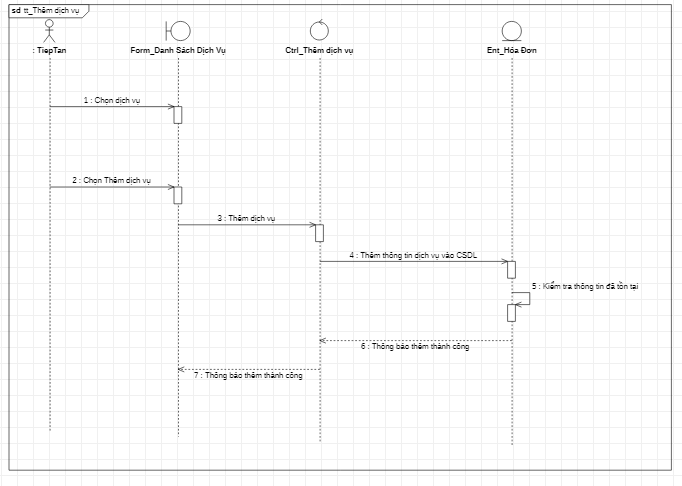 sd tt_Thêm dịch vụ
: TiepTan
Form_Danh Sách Dịch Vụ
Ctrl_Thêm dịch vụ
Ent_Hóa Đơn
1 : Chọn dịch vụ
2 : Chọn Thêm dịch vụ
3 : Thêm dịch vụ
4 : Thêm thông tin dịch vụ vào CSDL
5 : Kiểm tra thông tin đã tồn tại
6 : Thông báo thêm thành công
7 : Thông báo thêm thành công